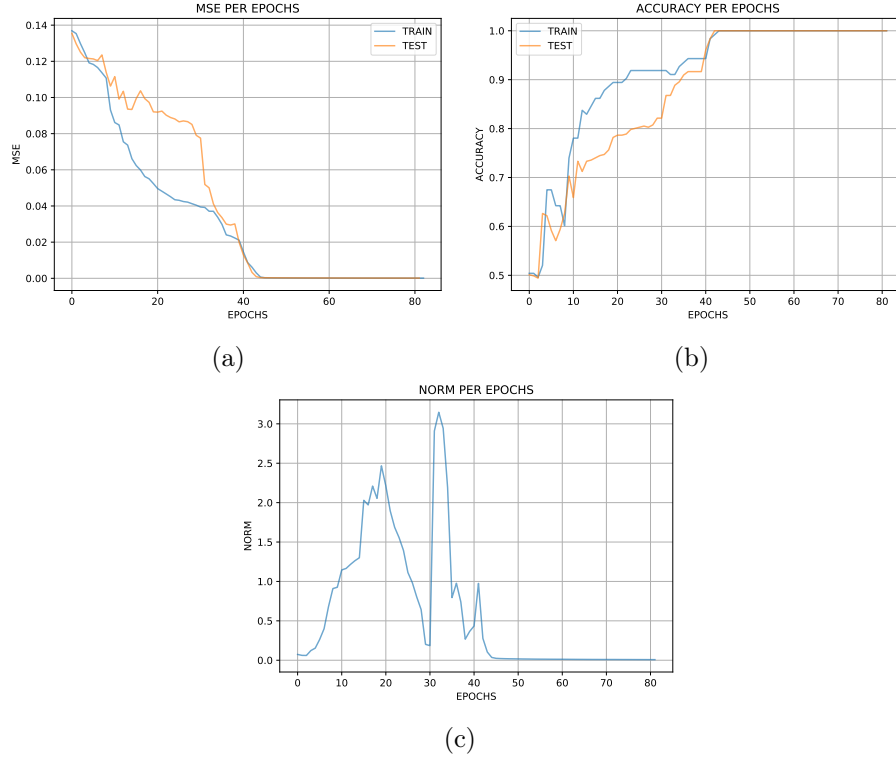 MSE PER EPOCHS
TRAIN
TEST
0.14
0.12
0.10
0.08
0.06
0.04
0.02
0.00
MSE
0 20 40 60 80
EPOCHS
(a)
ACCURACY PER EPOCHS
TRAIN
TEST
1.0
0.9
0.8
0.7
0.6
0.5
ACCURACY
0 10 20 30 40 50 60 70 80
EPOCHS
(b)
NORM PER EPOCHS
3.0
2.5
2.0
1.5
1.0
0.5
0.0
NORM
0 10 20 30 40 50 60 70 80
EPOCHS
(c)